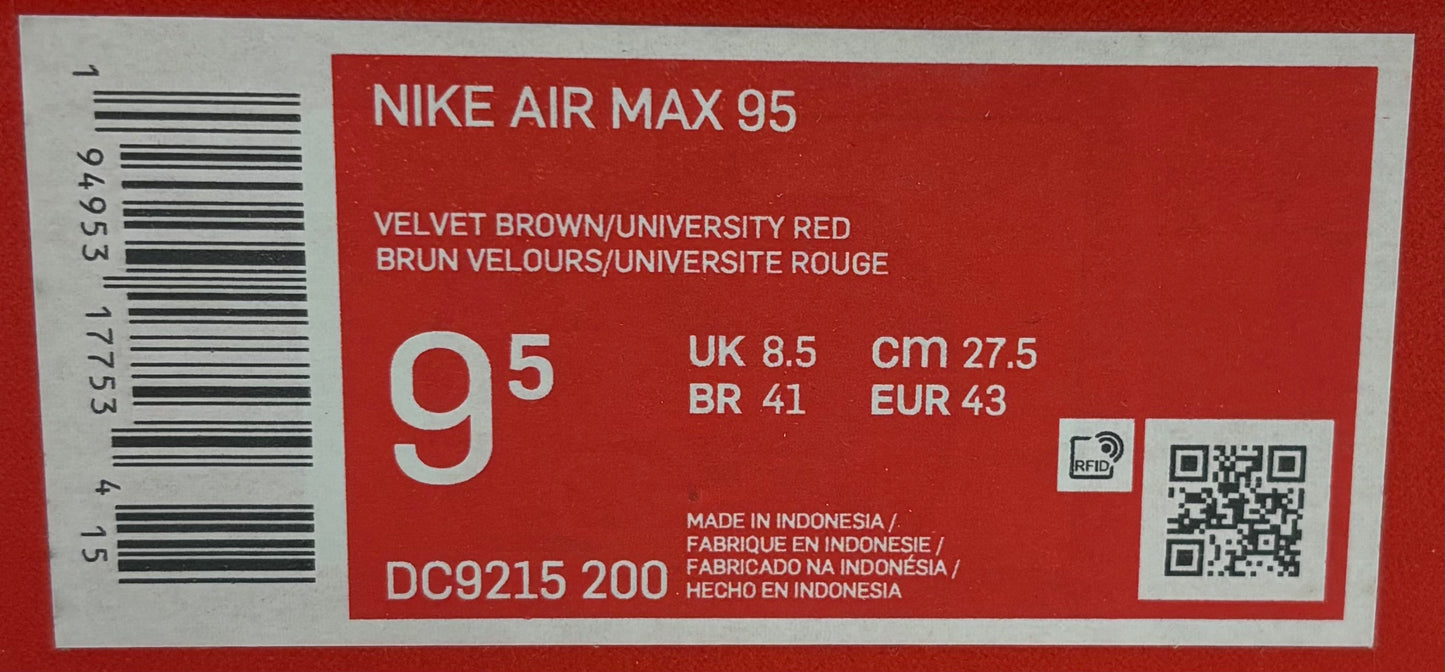 1 94953 17753 4 15
NIKE AIR MAX 95
VELVET BROWN/UNIVERSITY RED
BRUN VELOURS/UNIVERSITE ROUGE
9⁵
UK 8.5 cm 27.5
BR 41 EUR 43
RFID
MADE IN INDONESIA /
FABRIQUE EN INDONESIE /
FABRICADO NA INDONÉSIA /
HECHO EN INDONESIA
DC9215 200